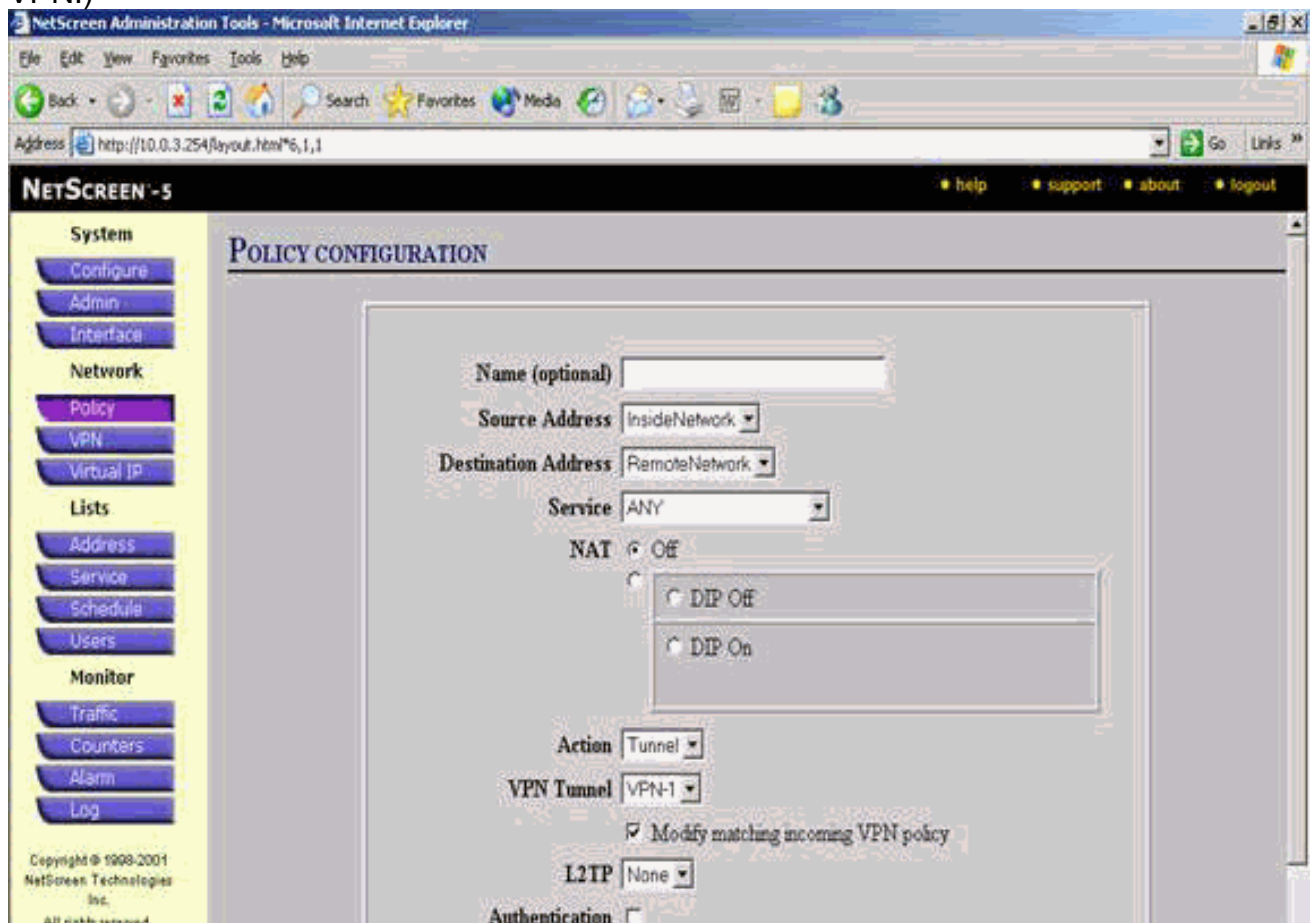 VPN.)
NetScreen Administration Tools - Microsoft Internet Explorer
File Edit View Favorites Tools Help
Back Search Favorites Media
Address http://10.0.3.254/layout.html*6,1,1 Go Links »
NETSCREEN-5 help support about logout
System
Configure
Admin
Interface
Network
Policy
VPN
Virtual IP
Lists
Address
Service
Schedule
Users
Monitor
Traffic
Counters
Alarm
Log
Copyright © 1998-2001
NetScreen Technologies
Inc.
All rights reserved
POLICY CONFIGURATION
Name (optional)
Source Address InsideNetwork
Destination Address RemoteNetwork
Service ANY
NAT Off
DIP Off
DIP On
Action Tunnel
VPN Tunnel VPN-1
Modify matching incoming VPN policy
L2TP None
Authentication